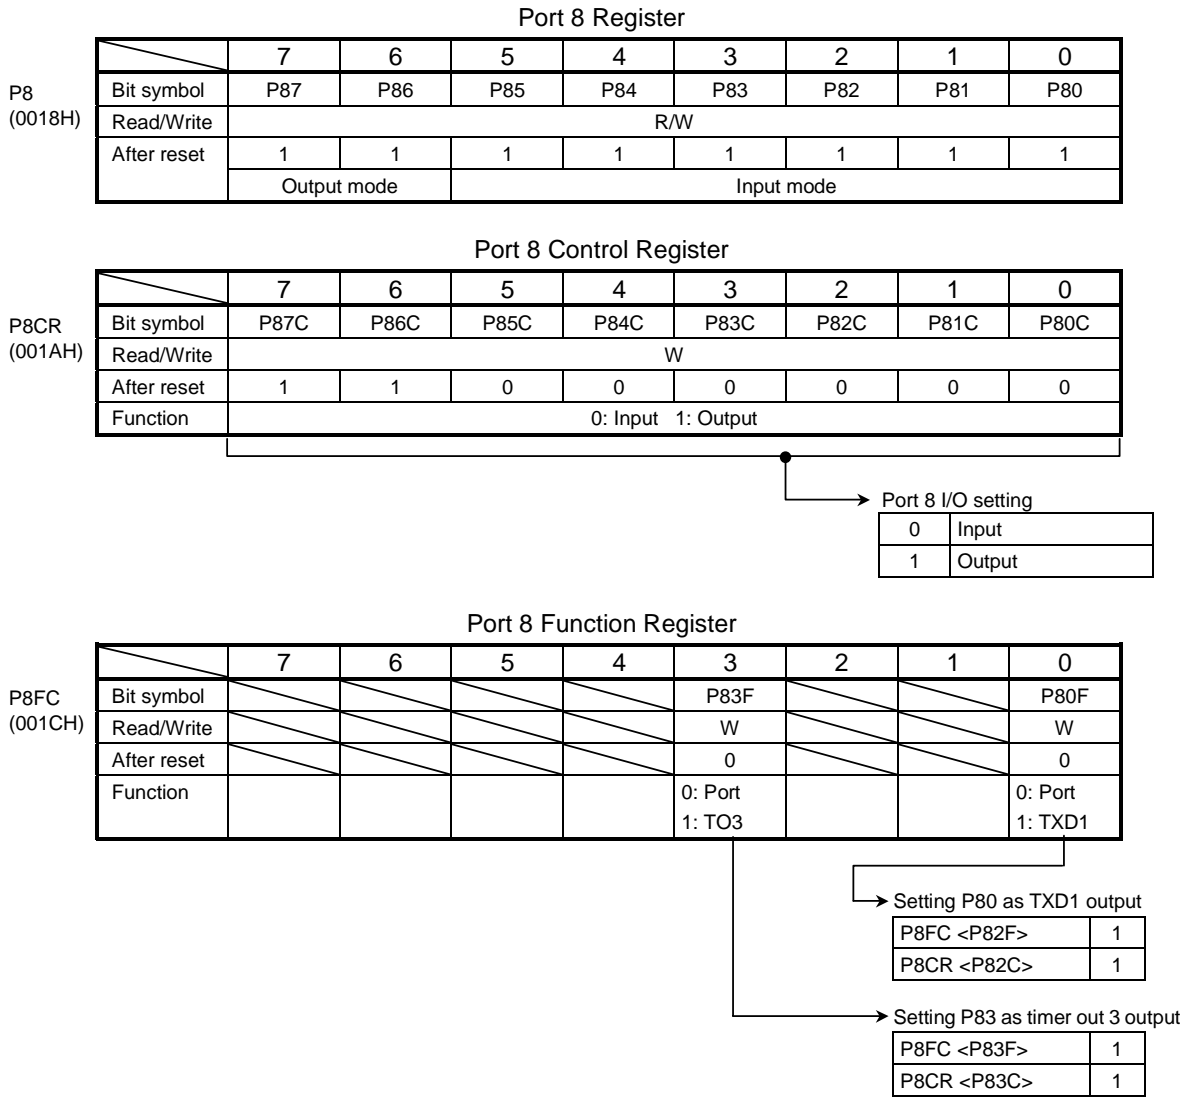 Port 8 Register
7 6 5 4 3 2 1 0
P8
(0018H)
Bit symbol P87 P86 P85 P84 P83 P82 P81 P80
Read/Write R/W
After reset 1 1 1 1 1 1 1 1
Output mode Input mode
Port 8 Control Register
7 6 5 4 3 2 1 0
P8CR
(001AH)
Bit symbol P87C P86C P85C P84C P83C P82C P81C P80C
Read/Write W
After reset 1 1 0 0 0 0 0 0
Function 0: Input 1: Output
Port 8 I/O setting
0 Input
1 Output
Port 8 Function Register
7 6 5 4 3 2 1 0
P8FC
(001CH)
Bit symbol P83F P80F
Read/Write W W
After reset 0 0
Function 0: Port 0: Port
1: TO3 1: TXD1
Setting P80 as TXD1 output
P8FC <P82F> 1
P8CR <P82C> 1
Setting P83 as timer out 3 output
P8FC <P83F> 1
P8CR <P83C> 1